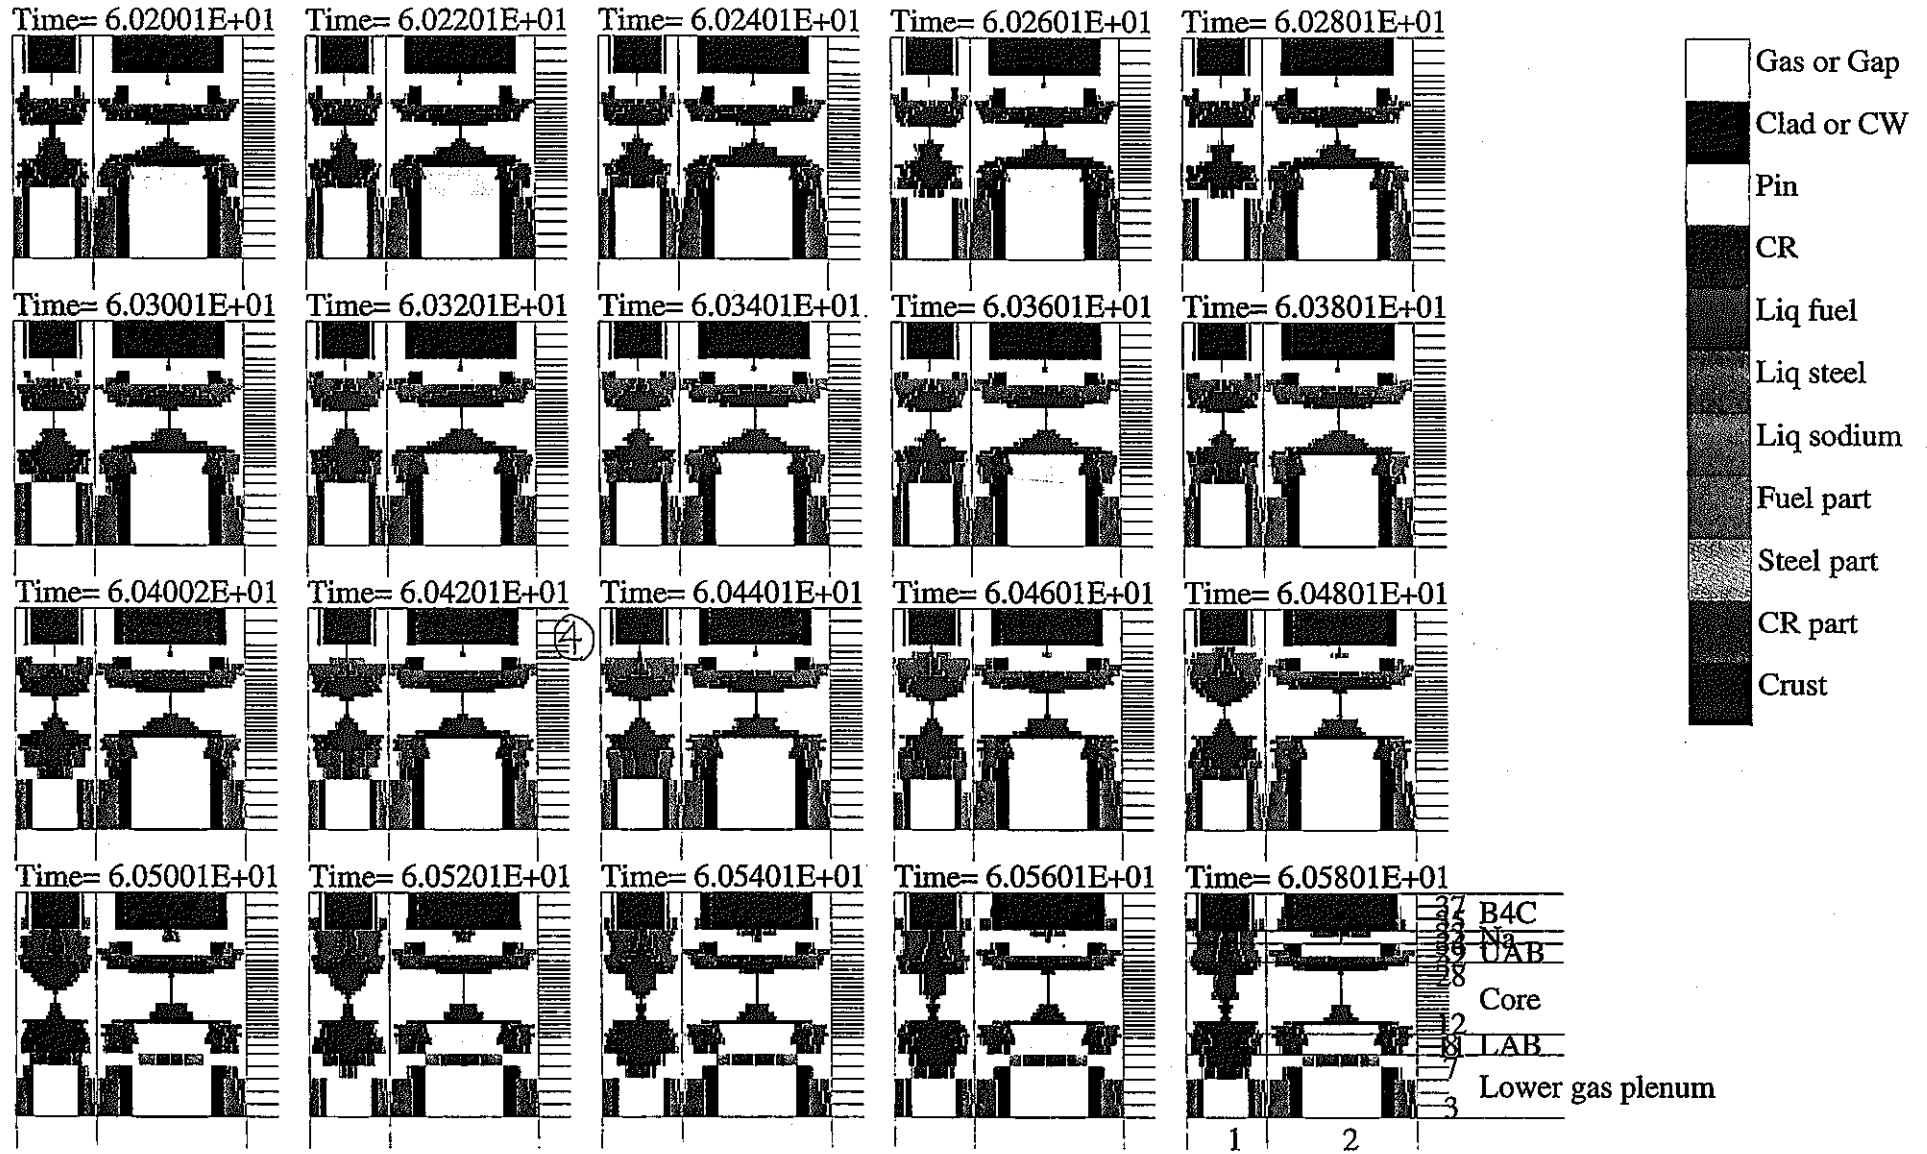 Time= 6.02001E+01 Time= 6.02201E+01 Time= 6.02401E+01 Time= 6.02601E+01 Time= 6.02801E+01
Gas or Gap
Clad or CW
Pin
CR
Liq fuel
Liq steel
Liq sodium
Fuel part
Steel part
CR part
Crust
Time= 6.03001E+01 Time= 6.03201E+01 Time= 6.03401E+01 Time= 6.03601E+01 Time= 6.03801E+01
Time= 6.04002E+01 Time= 6.04201E+01 Time= 6.04401E+01 Time= 6.04601E+01 Time= 6.04801E+01
④
Time= 6.05001E+01 Time= 6.05201E+01 Time= 6.05401E+01 Time= 6.05601E+01 Time= 6.05801E+01
37 B4C
Na
UAB
28
Core
12
8 LAB
7
Lower gas plenum
3
1 2